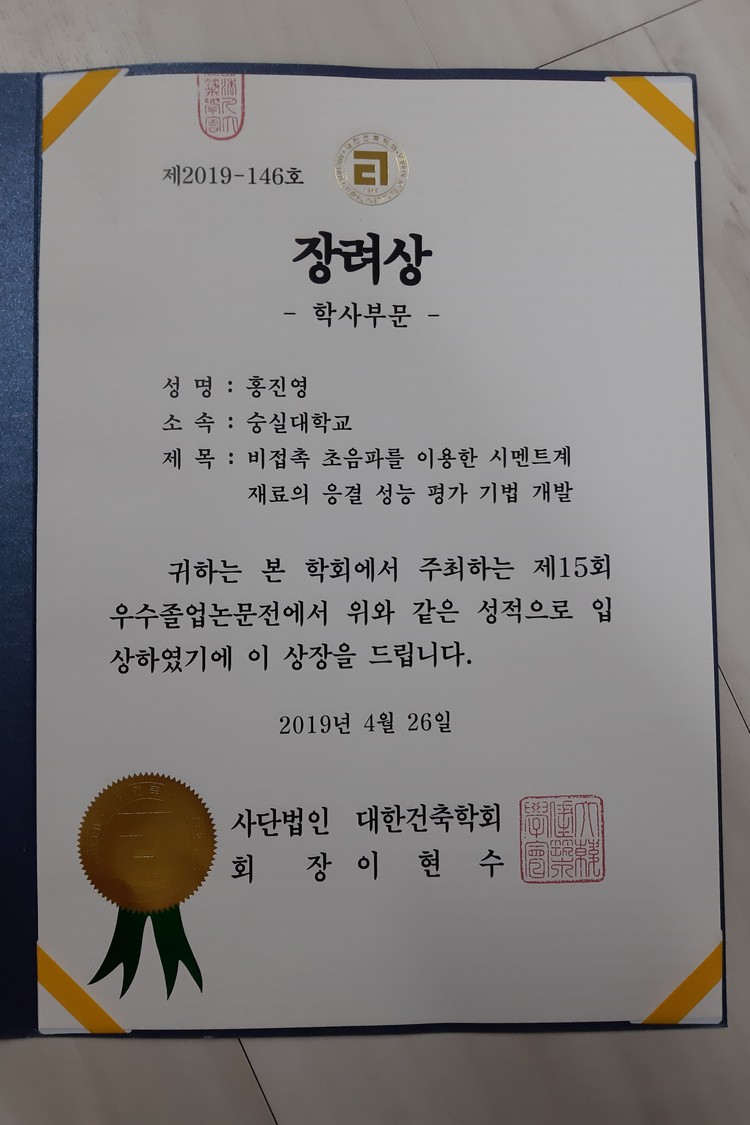 제2019-146호
장려상
- 학사부문 -
성 명 : 홍진영
소 속 : 숭실대학교
제 목 : 비접촉 초음파를 이용한 시멘트계
재료의 응결 성능 평가 기법 개발
귀하는 본 학회에서 주최하는 제15회
우수졸업논문전에서 위와 같은 성적으로 입
상하였기에 이 상장을 드립니다.
2019년 4월 26일
사단법인 대한건축학회
회 장 이 현 수